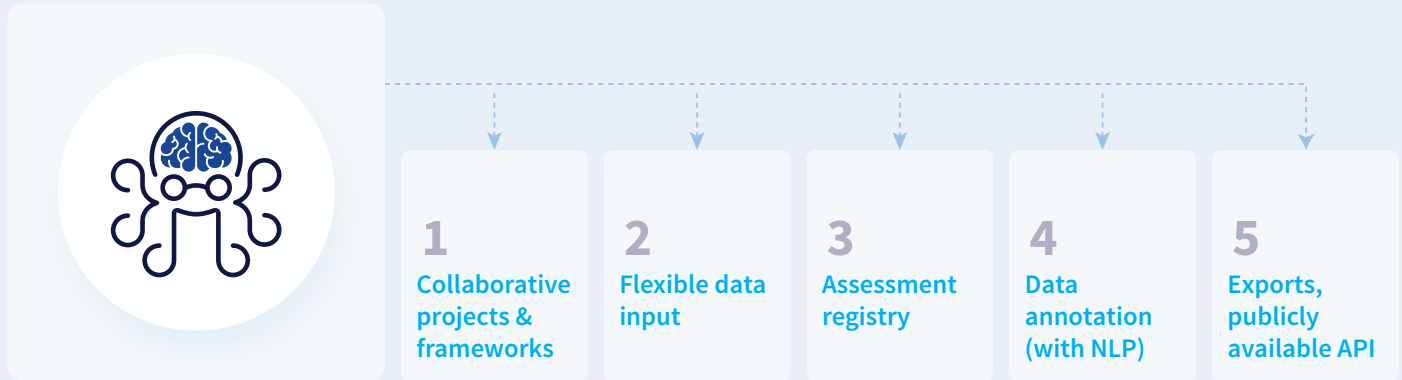 1
Collaborative
projects &
frameworks
2
Flexible data
input
3
Assessment
registry
4
Data
annotation
(with NLP)
5
Exports,
publicly
available API